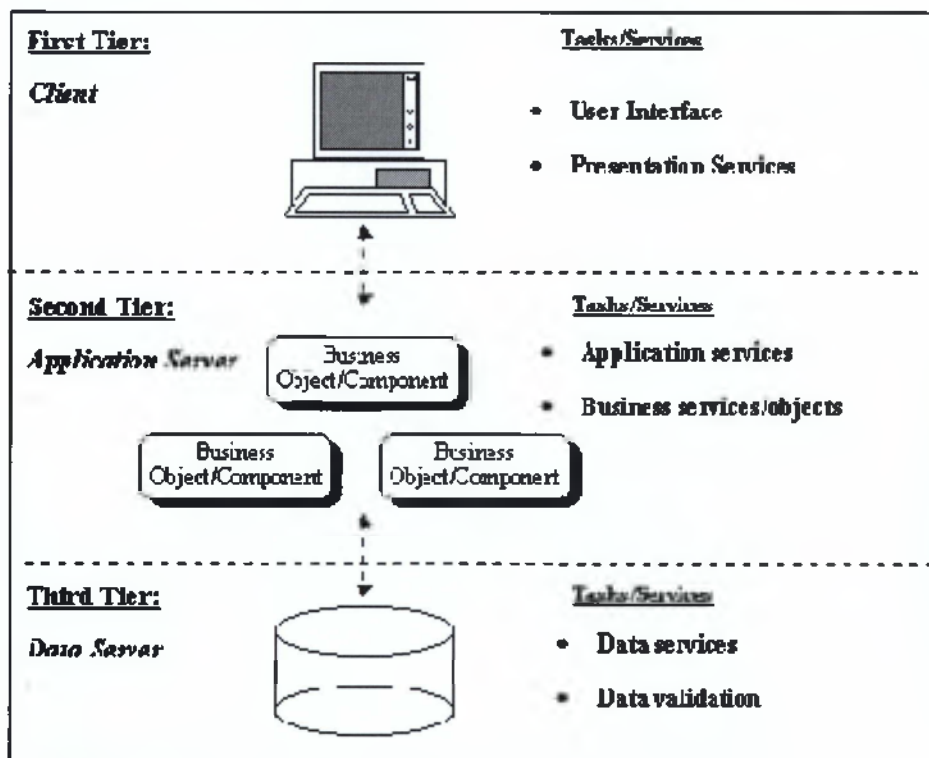 First Tier:
Client
Tasks/Services
• User Interface
• Presentation Services
Second Tier:
Application Server
Business
Object/Component
Business
Object/Component
Business
Object/Component
Tasks/Services
• Application services
• Business services/objects
Third Tier:
Data Server
Tasks/Services
• Data services
• Data validation